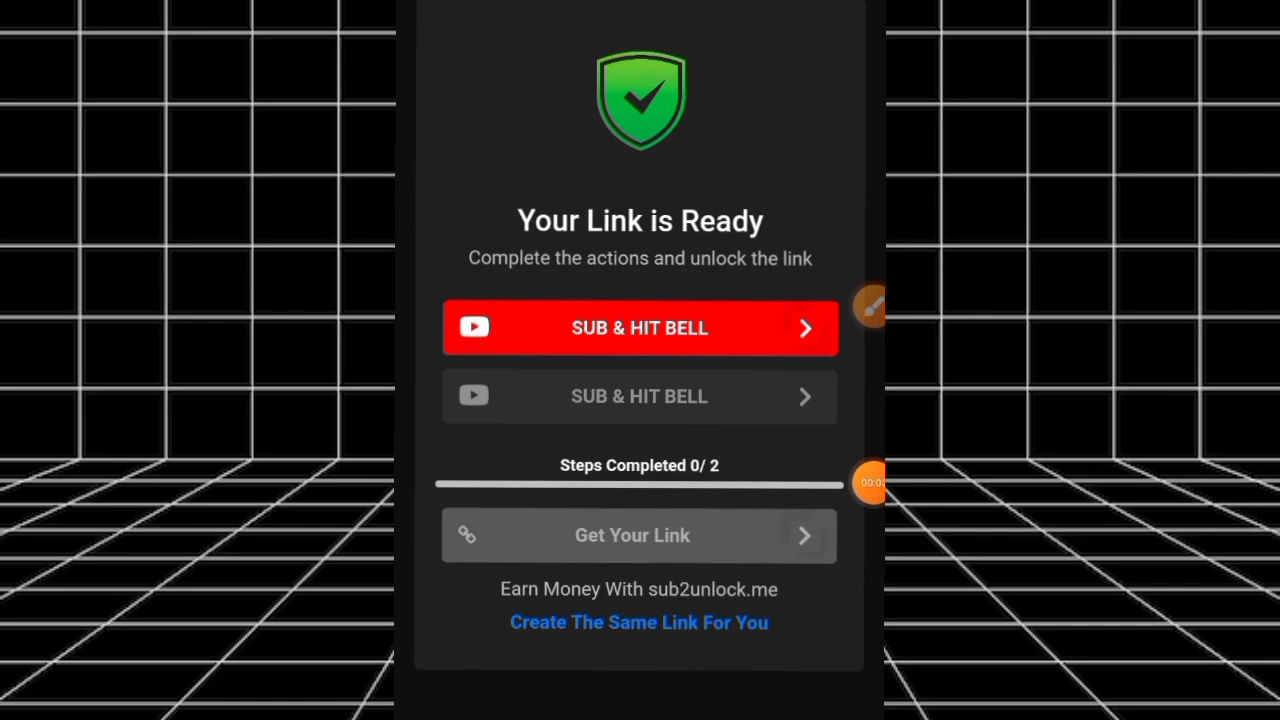 Your Link is Ready
Complete the actions and unlock the link
SUB & HIT BELL
SUB & HIT BELL
Steps Completed 0/ 2
Get Your Link
Earn Money With sub2unlock.me
Create The Same Link For You